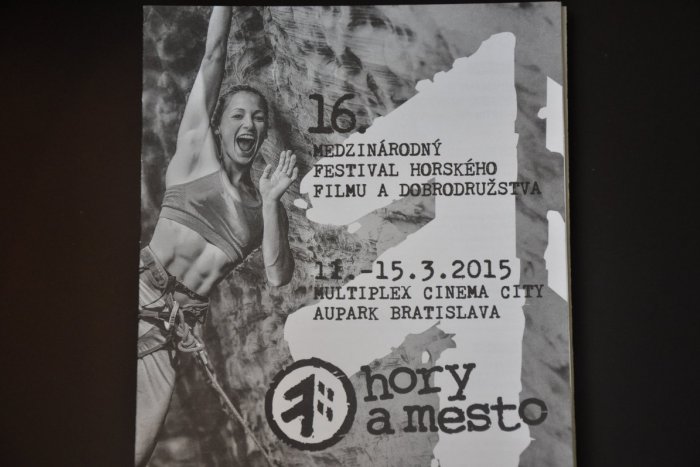 16.
MEDZINÁRODNÝ
FESTIVAL HORSKÉHO
FILMU A DOBRODRUŽSTVA
11.-15.3.2015
MULTIPLEX CINEMA CITY
AUPARK BRATISLAVA
hory
a mesto